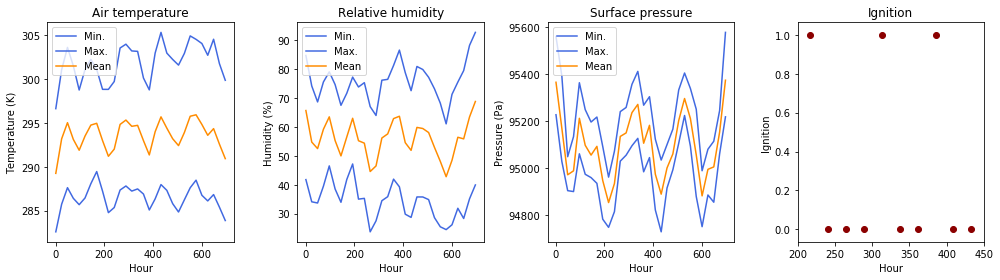 Air temperature
Temperature (K)
305
300
295
290
285
Min.
Max.
Mean
0 200 400 600
Hour
Relative humidity
Humidity (%)
90
80
70
60
50
40
30
Min.
Max.
Mean
0 200 400 600
Hour
Surface pressure
Pressure (Pa)
95600
95400
95200
95000
94800
Min.
Max.
Mean
0 200 400 600
Hour
Ignition
Ignition
1.0
0.8
0.6
0.4
0.2
0.0
200 250 300 350 400 450
Hour